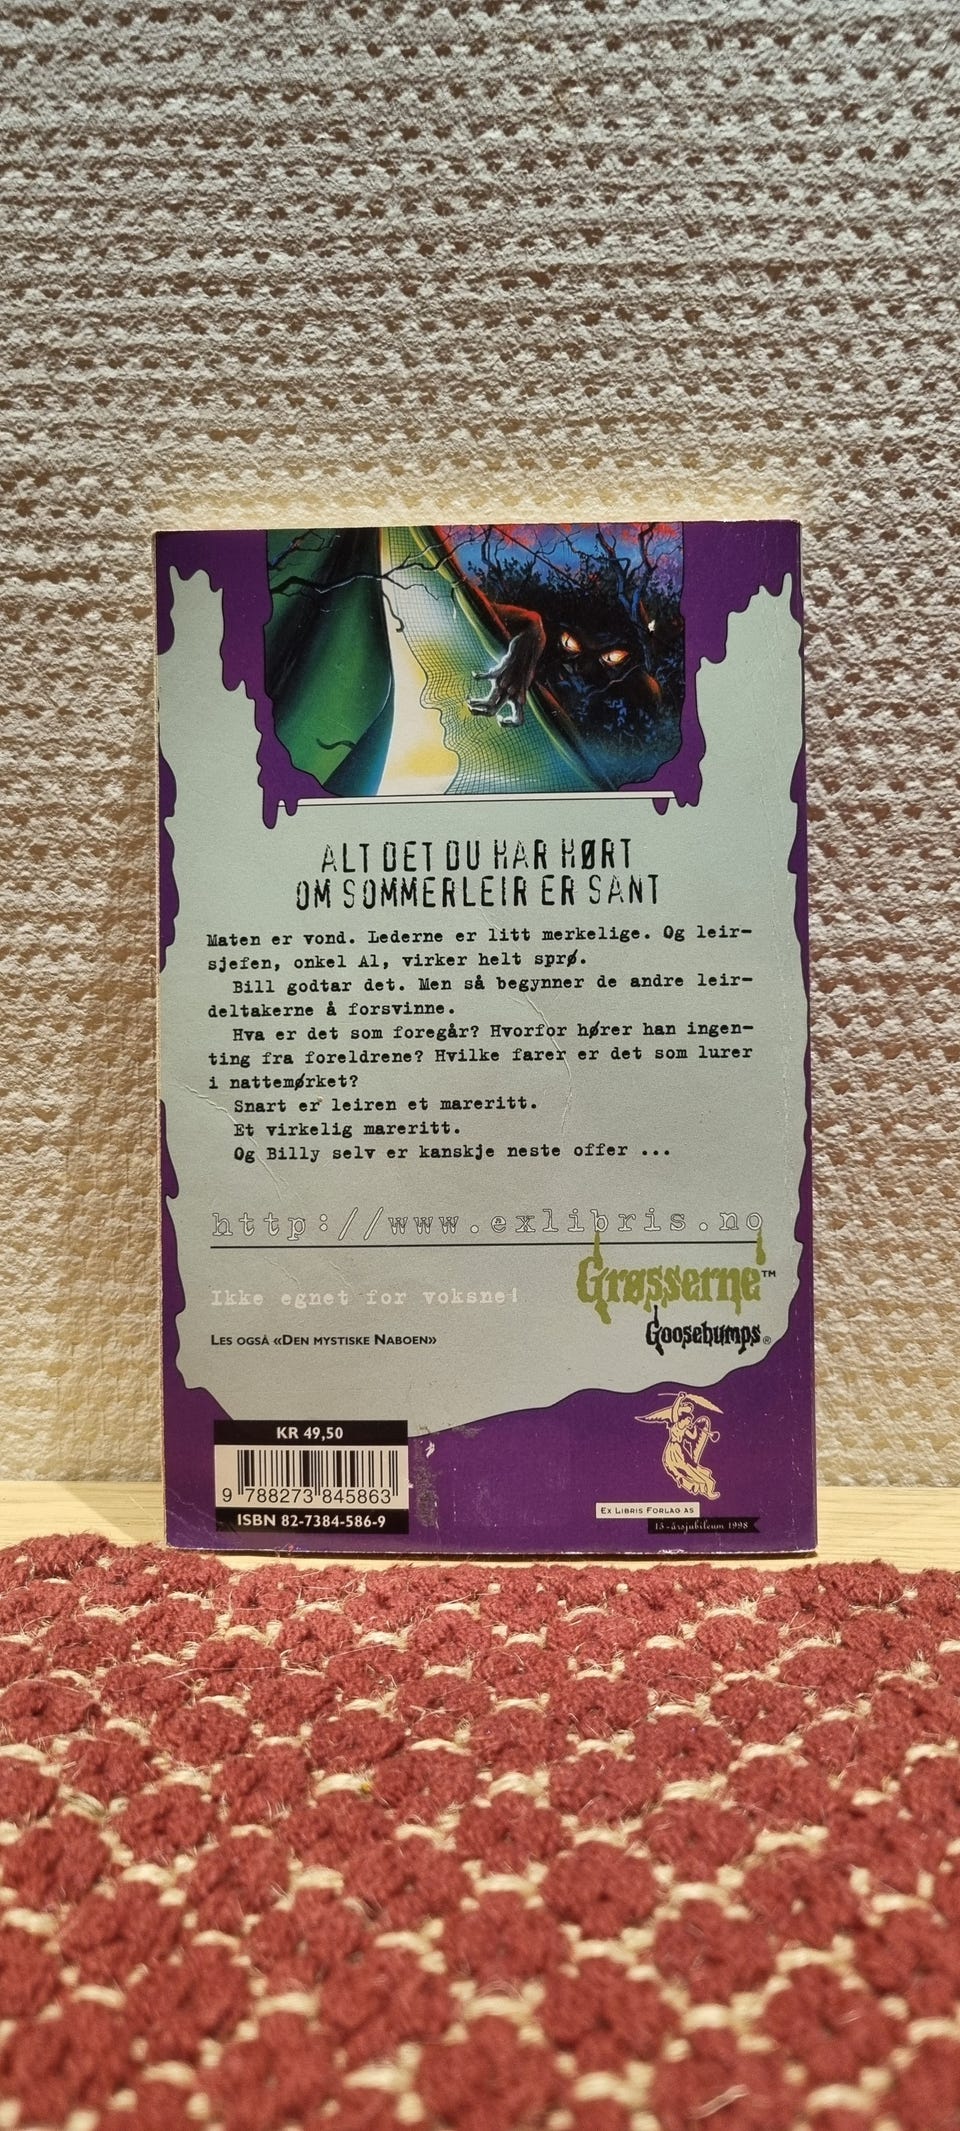 ALT DET DU HAR HØRT
OM SOMMERLEIR ER SANT
Maten er vond. Lederne er litt merkelige. Og leir-
sjefen, onkel Al, virker helt sprø.
Bill godtar det. Men så begynner de andre leir-
deltakerne å forsvinne.
Hva er det som foregår? Hvorfor hører han ingen-
ting fra foreldrene? Hvilke farer er det som lurer
i nattemørket?
Snart er leiren et mareritt.
Et virkelig mareritt.
Og Billy selv er kanskje neste offer ...
http://www.exlibris.no
Grøsserne™
Ikke egnet for voksne!
Goosebumps®
LES OGSÅ «DEN MYSTISKE NABOEN»
KR 49,50
9 788273 845863
ISBN 82-7384-586-9
EX LIBRIS FORLAG AS
15-årsjubileum 1998